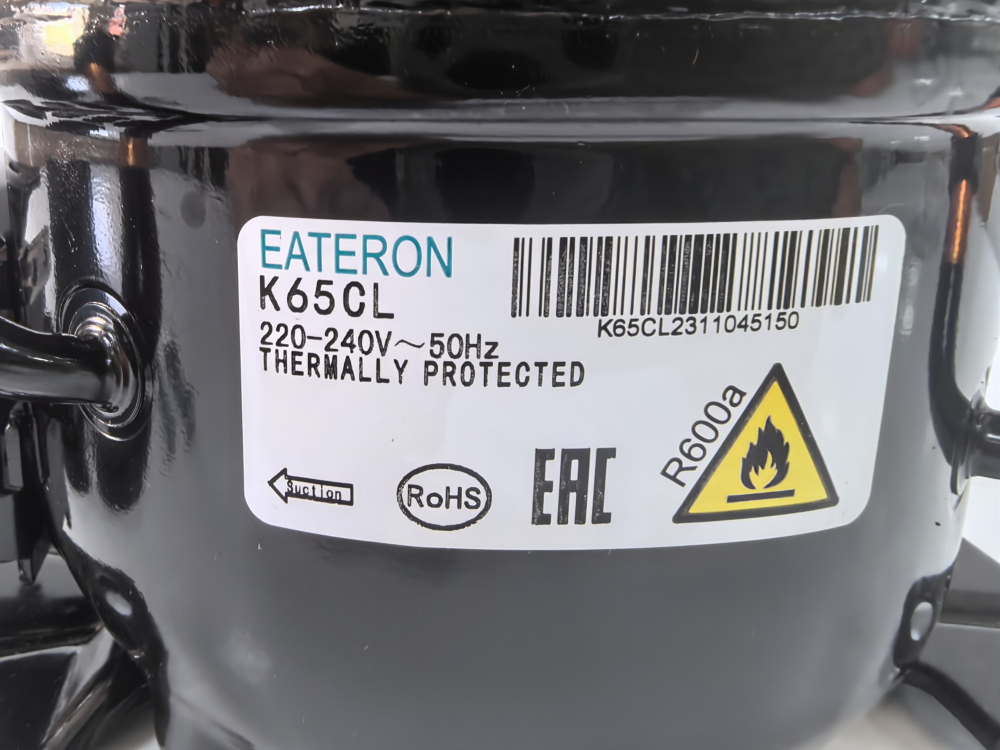 EATERON
K65CL
220-240V~50Hz
THERMALLY PROTECTED
K65CL2311045150
R600a
Suction
RoHS
EAC